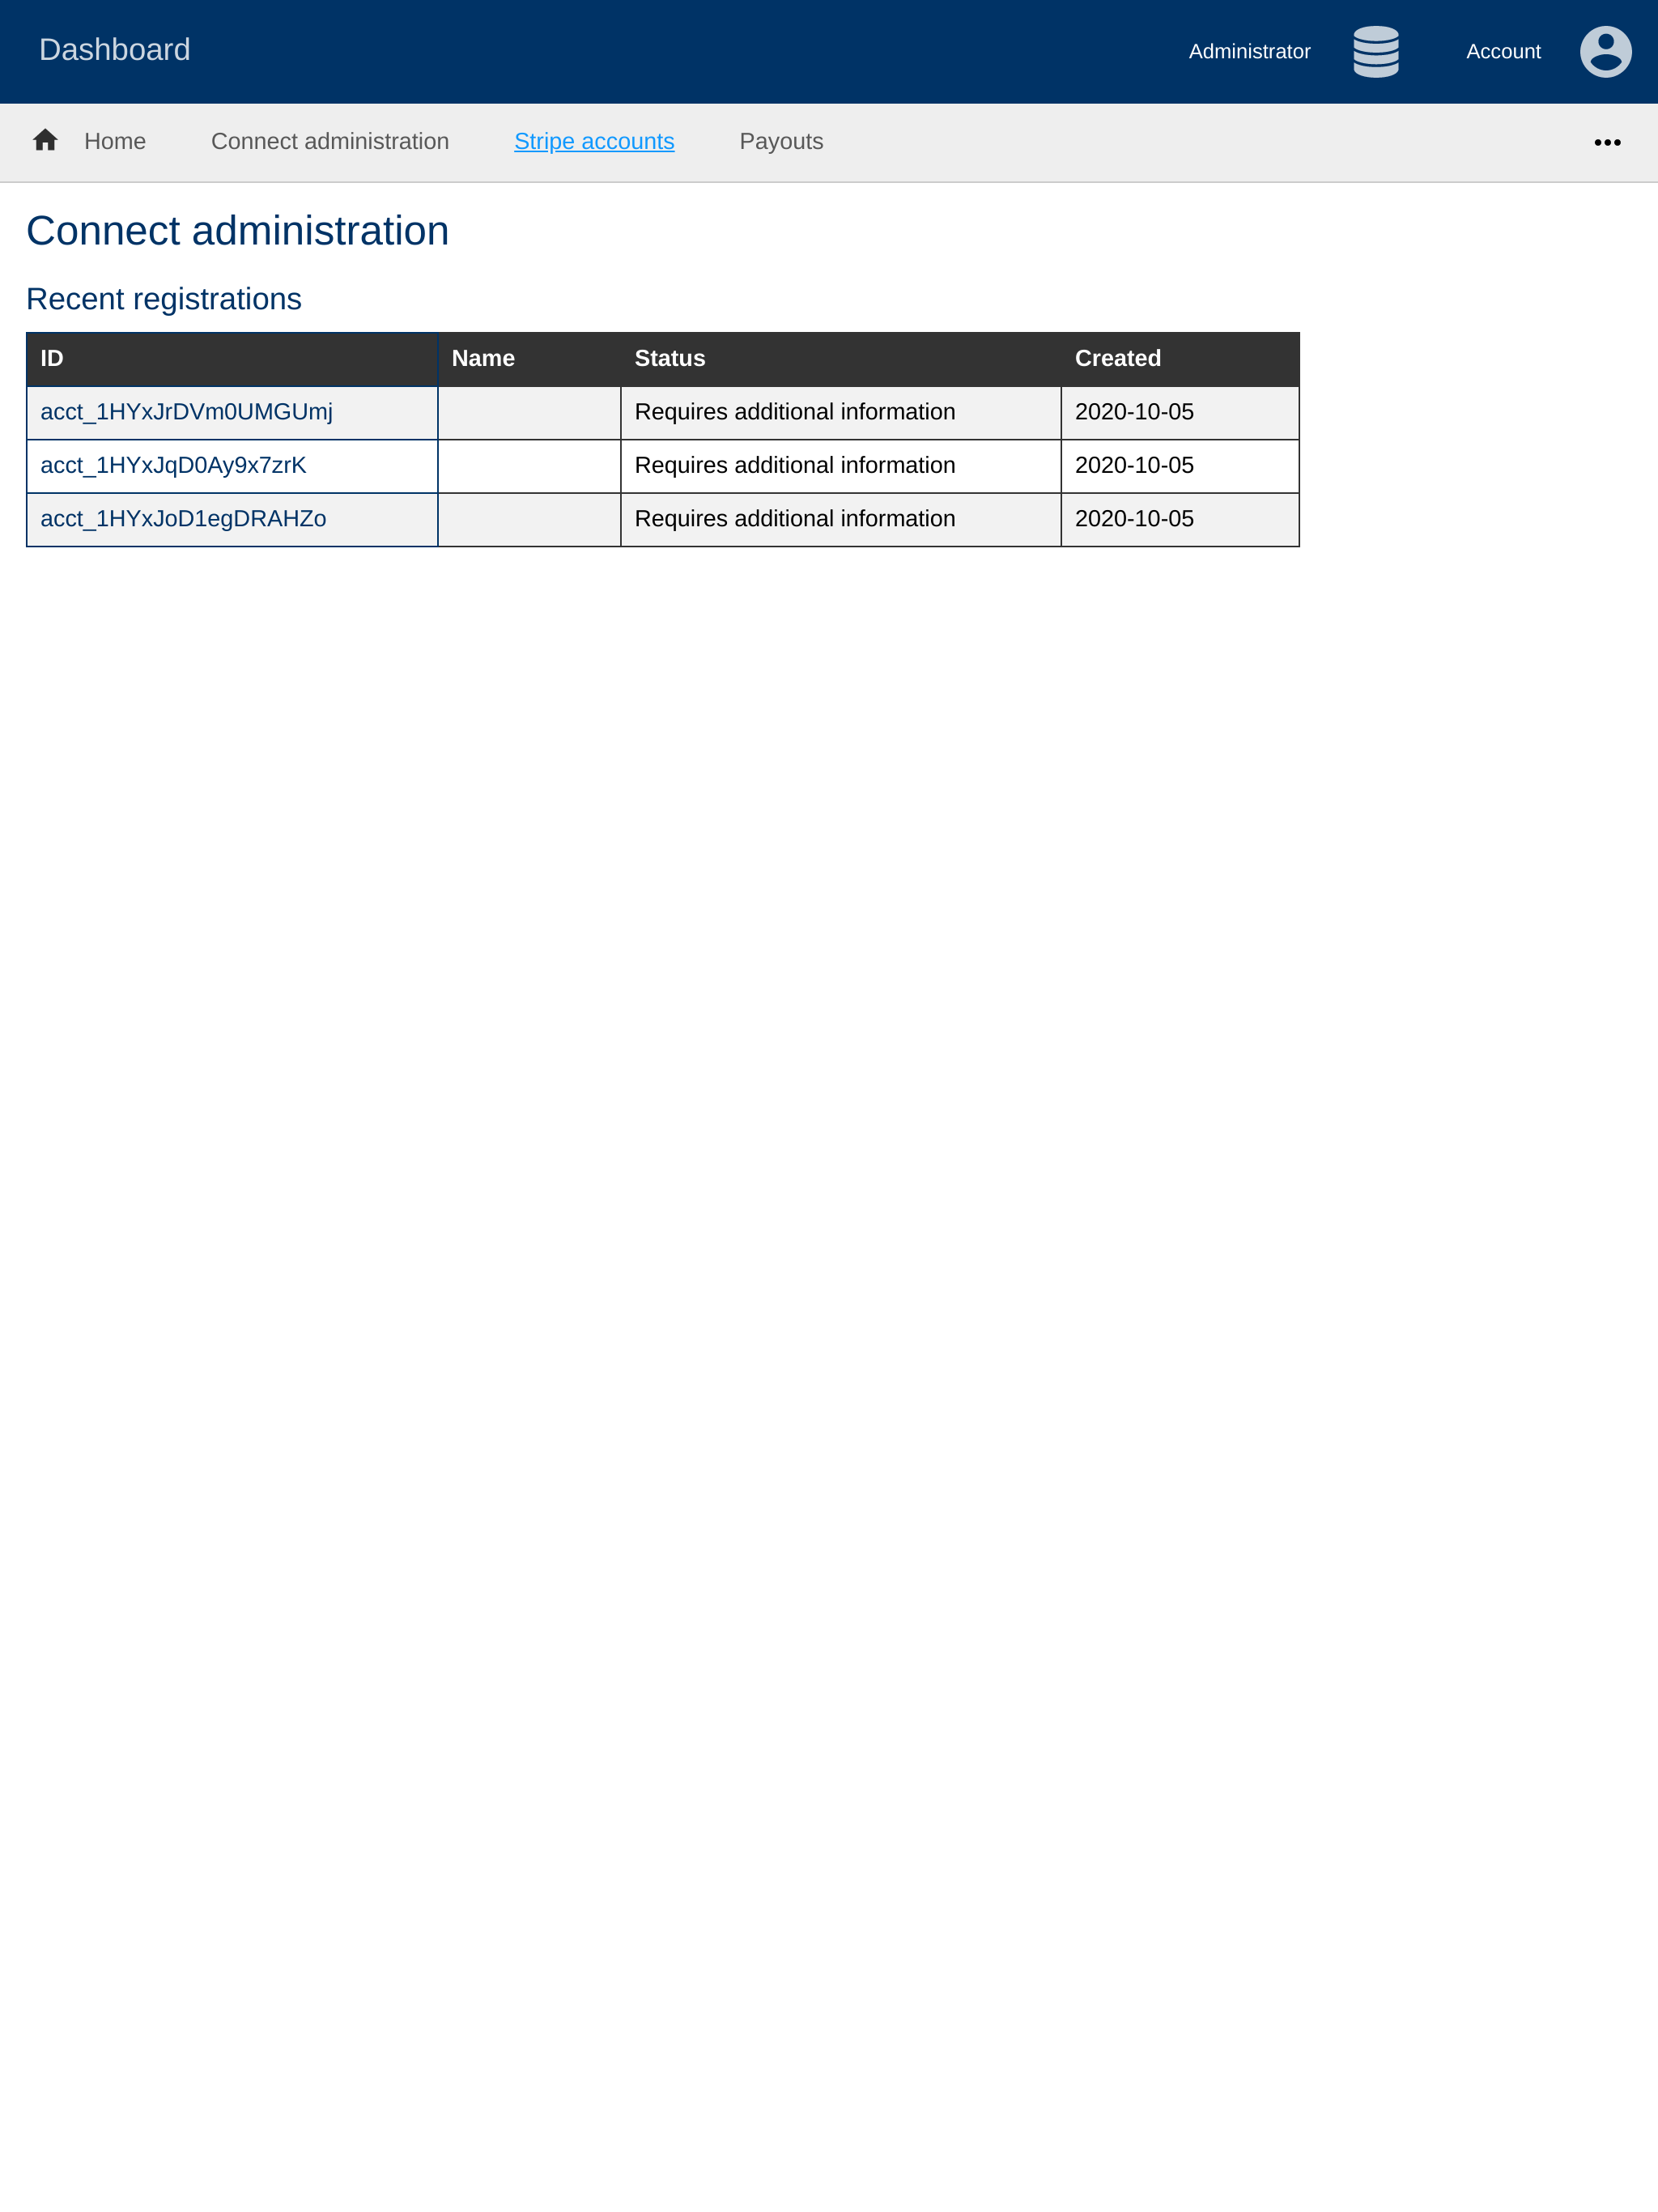 Dashboard
Administrator
Account
Home Connect administration Stripe accounts Payouts
Connect administration
Recent registrations
ID Name Status Created
acct_1HYxJrDVm0UMGUmj Requires additional information 2020-10-05
acct_1HYxJqD0Ay9x7zrK Requires additional information 2020-10-05
acct_1HYxJoD1egDRAHZo Requires additional information 2020-10-05